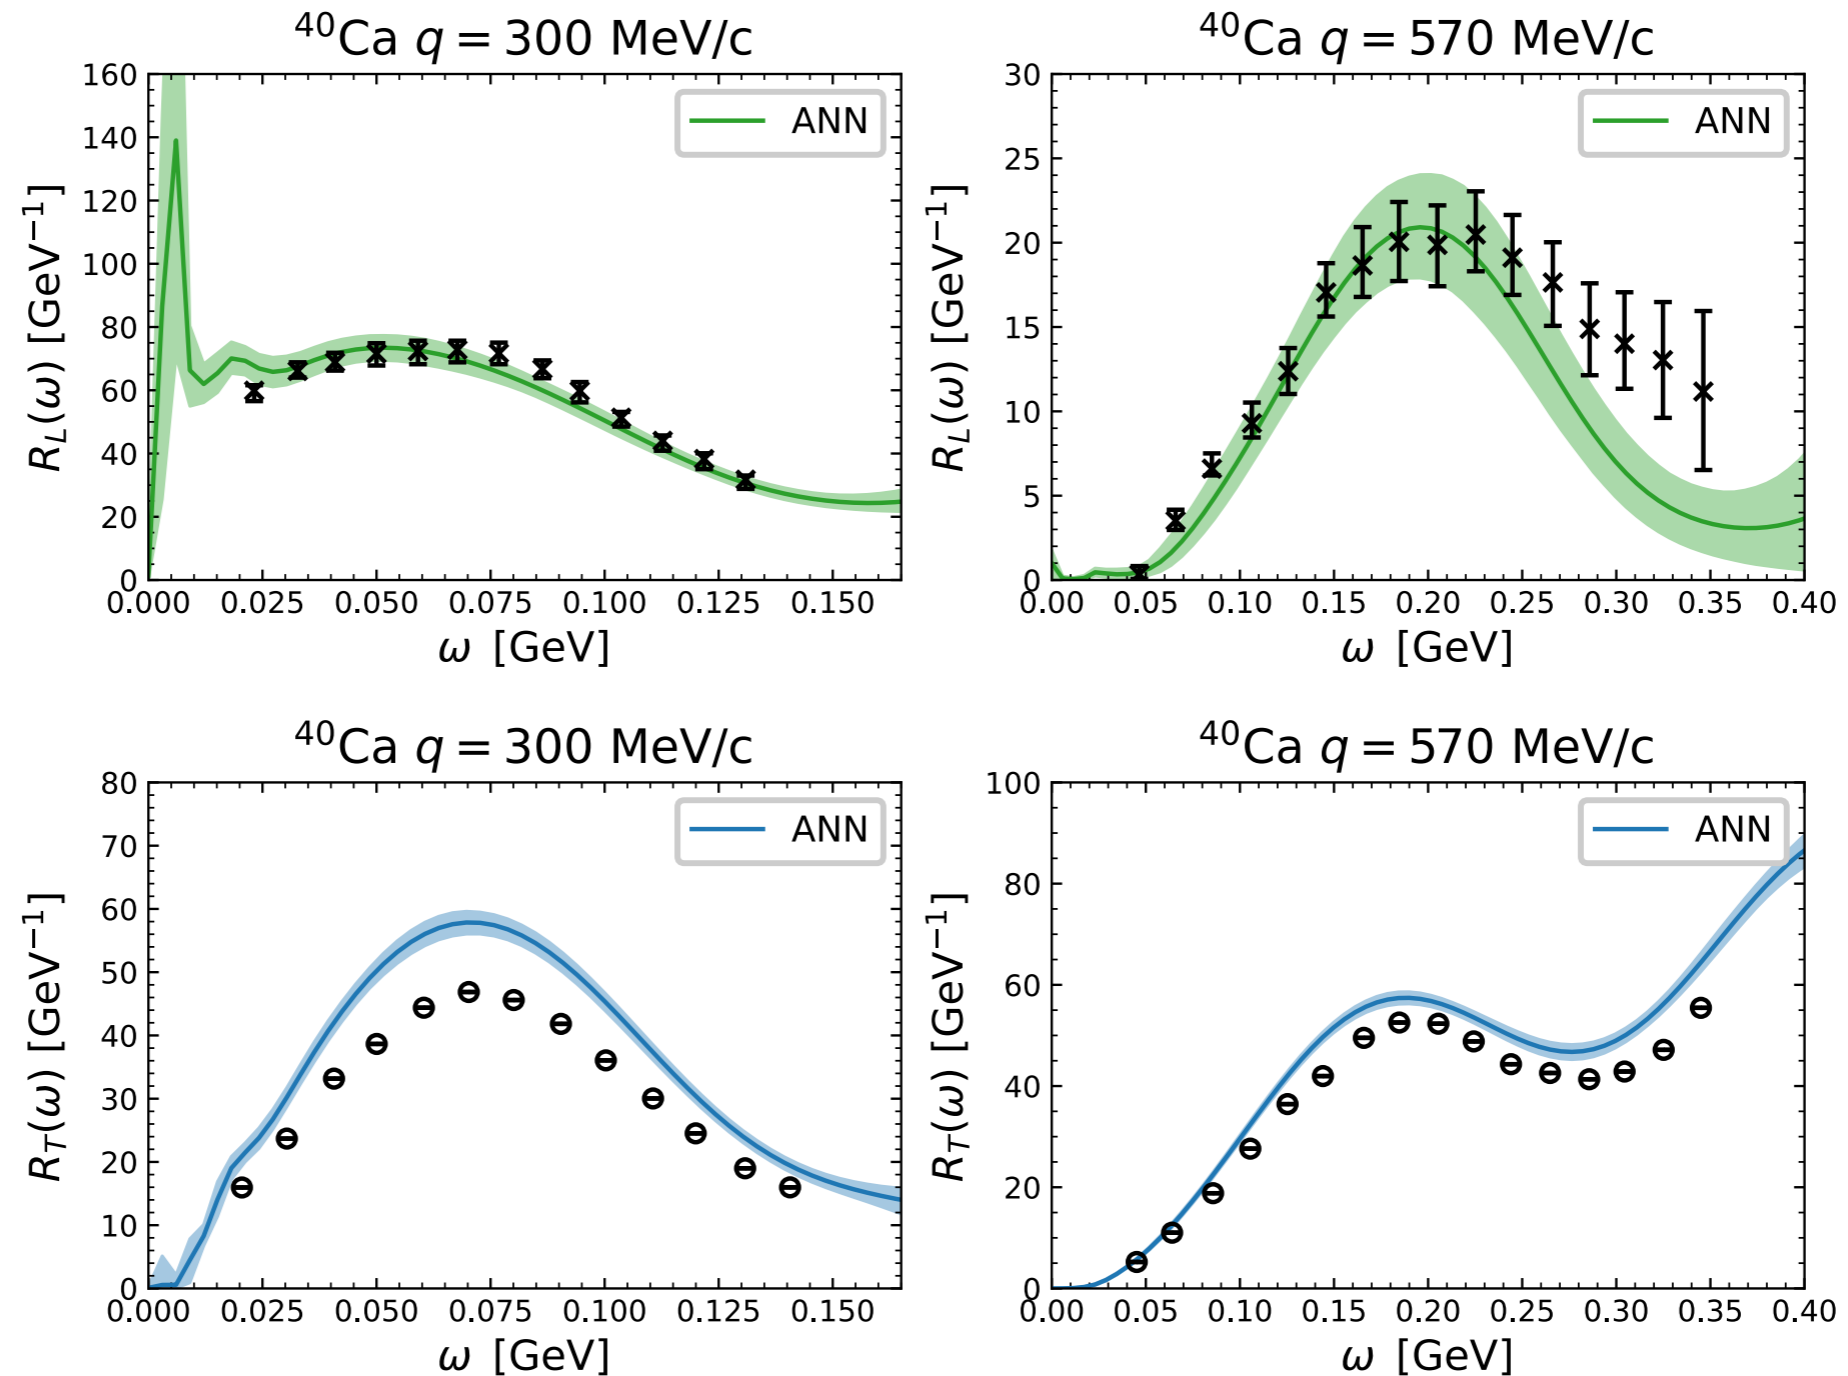 ⁴⁰Ca q = 300 MeV/c
160
140
120
100
80
60
40
20
0
R_L(ω) [GeV⁻¹]
ANN
0.000 0.025 0.050 0.075 0.100 0.125 0.150
ω [GeV]
⁴⁰Ca q = 570 MeV/c
30
25
20
15
10
5
0
R_L(ω) [GeV⁻¹]
ANN
0.00 0.05 0.10 0.15 0.20 0.25 0.30 0.35 0.40
ω [GeV]
⁴⁰Ca q = 300 MeV/c
80
70
60
50
40
30
20
10
0
R_T(ω) [GeV⁻¹]
ANN
0.000 0.025 0.050 0.075 0.100 0.125 0.150
ω [GeV]
⁴⁰Ca q = 570 MeV/c
100
80
60
40
20
0
R_T(ω) [GeV⁻¹]
ANN
0.00 0.05 0.10 0.15 0.20 0.25 0.30 0.35 0.40
ω [GeV]